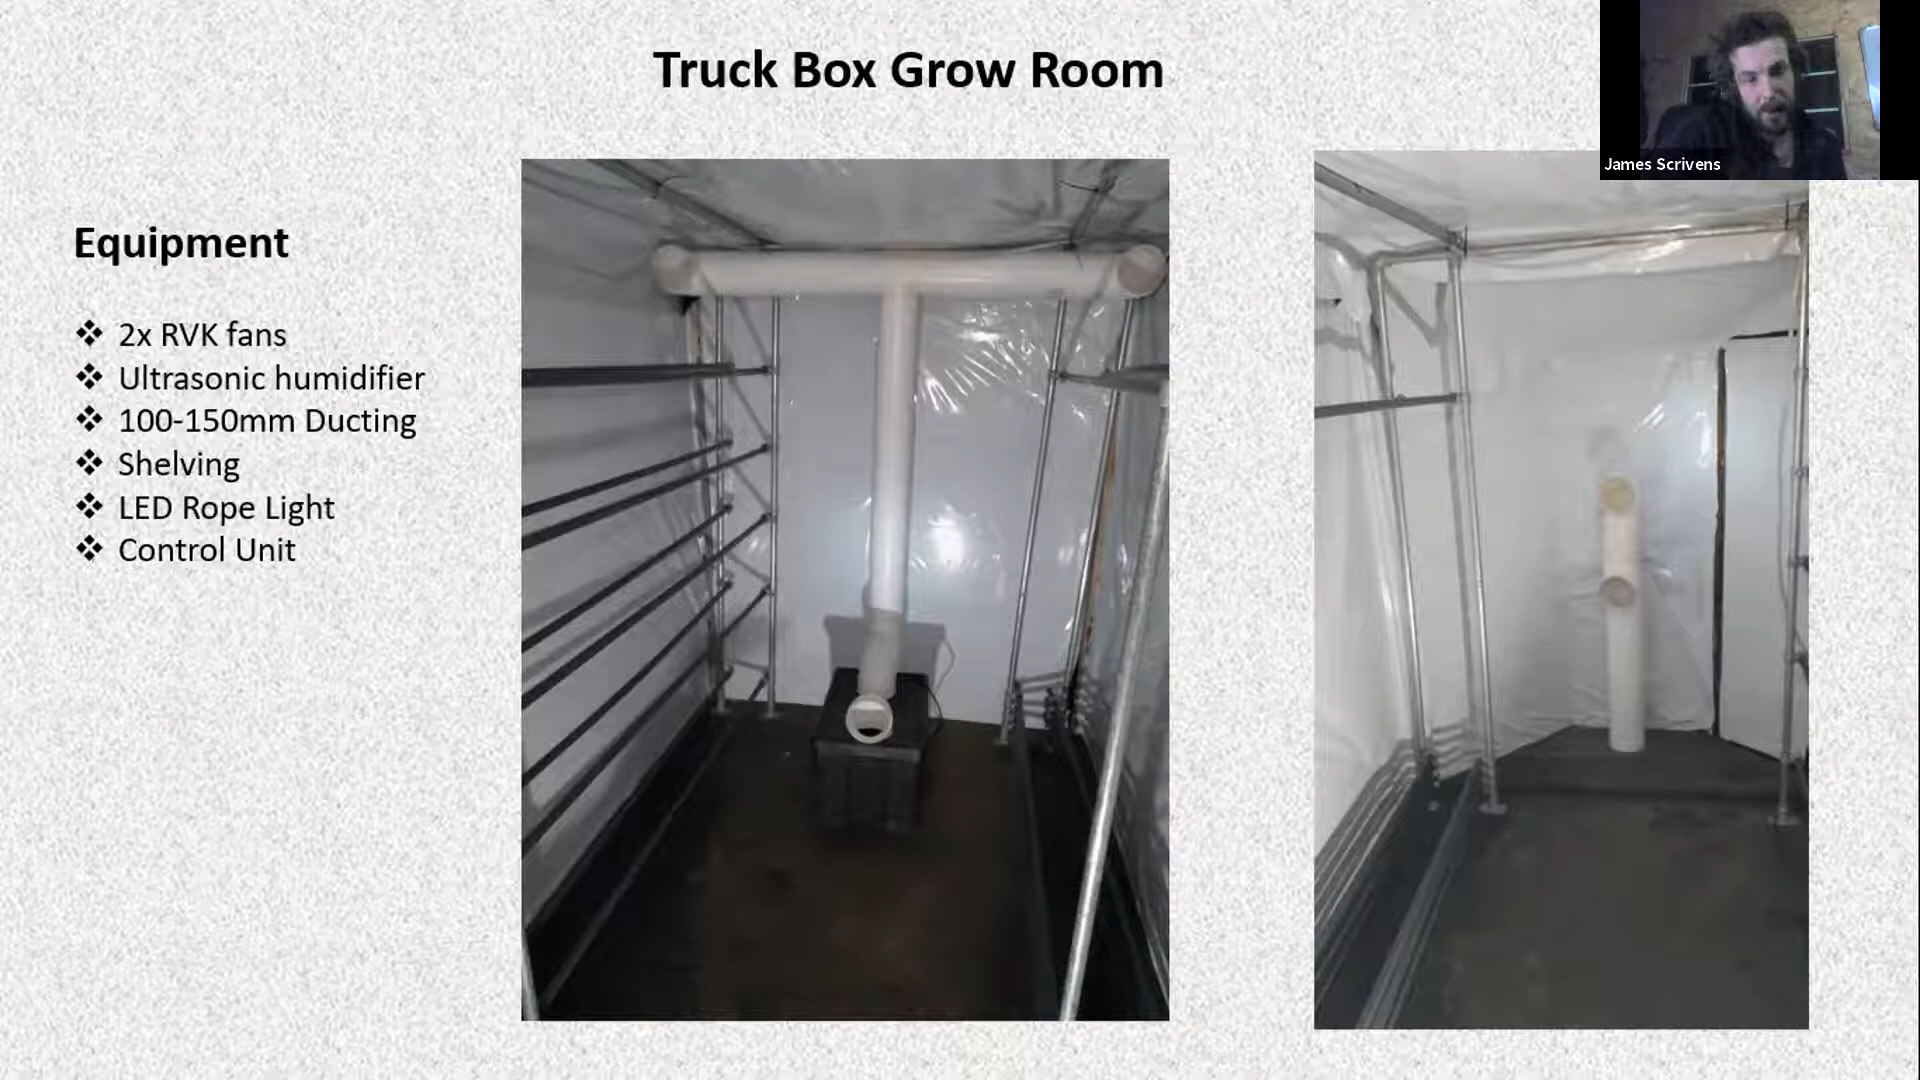 Truck Box Grow Room
James Scrivens
Equipment
❖ 2x RVK fans
❖ Ultrasonic humidifier
❖ 100-150mm Ducting
❖ Shelving
❖ LED Rope Light
❖ Control Unit